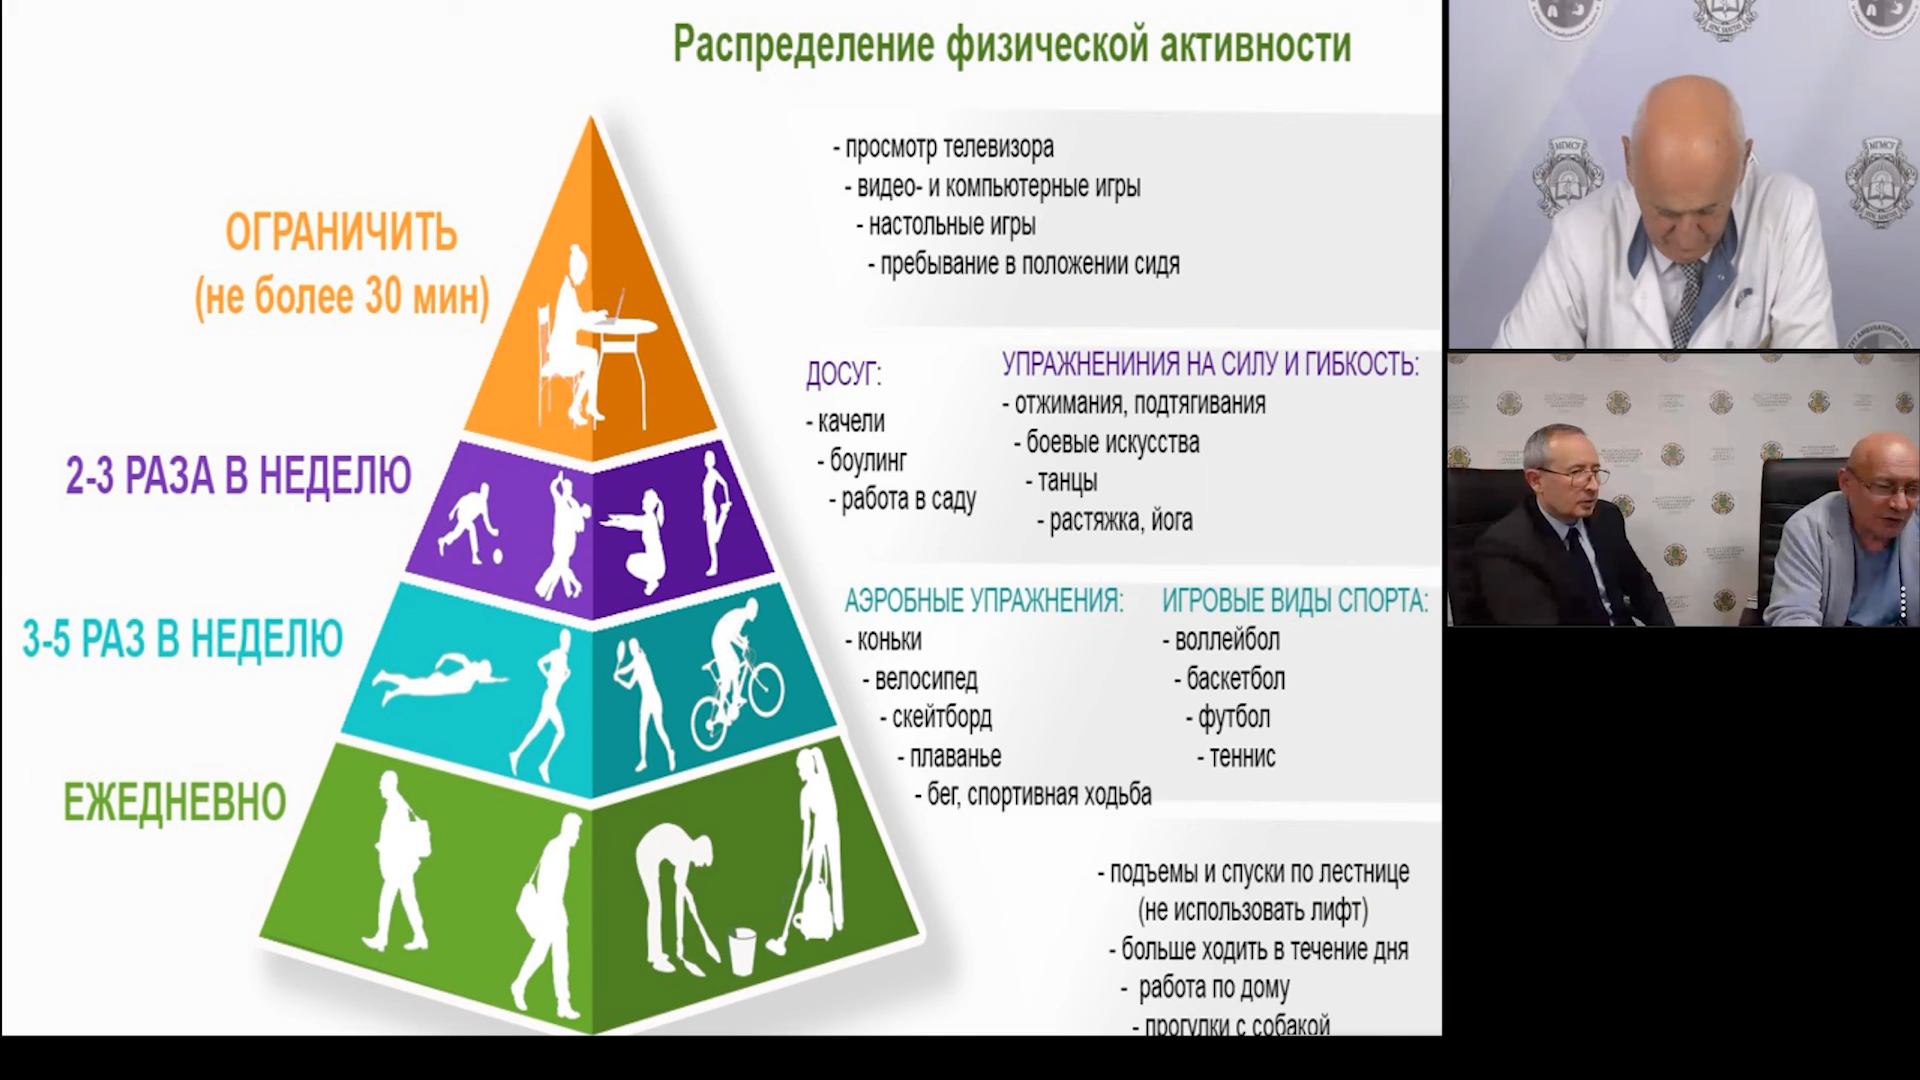 Распределение физической активности
ОГРАНИЧИТЬ
(не более 30 мин)
- просмотр телевизора
- видео- и компьютерные игры
- настольные игры
- пребывание в положении сидя
2-3 РАЗА В НЕДЕЛЮ
ДОСУГ:
- качели
- боулинг
- работа в саду
УПРАЖНЕНИНИЯ НА СИЛУ И ГИБКОСТЬ:
- отжимания, подтягивания
- боевые искусства
- танцы
- растяжка, йога
3-5 РАЗ В НЕДЕЛЮ
АЭРОБНЫЕ УПРАЖНЕНИЯ:
- коньки
- велосипед
- скейтборд
- плаванье
- бег, спортивная ходьба
ИГРОВЫЕ ВИДЫ СПОРТА:
- воллейбол
- баскетбол
- футбол
- теннис
ЕЖЕДНЕВНО
- подъемы и спуски по лестнице
(не использовать лифт)
- больше ходить в течение дня
- работа по дому
- прогулки с собакой
МГМСУ
МГМСУ